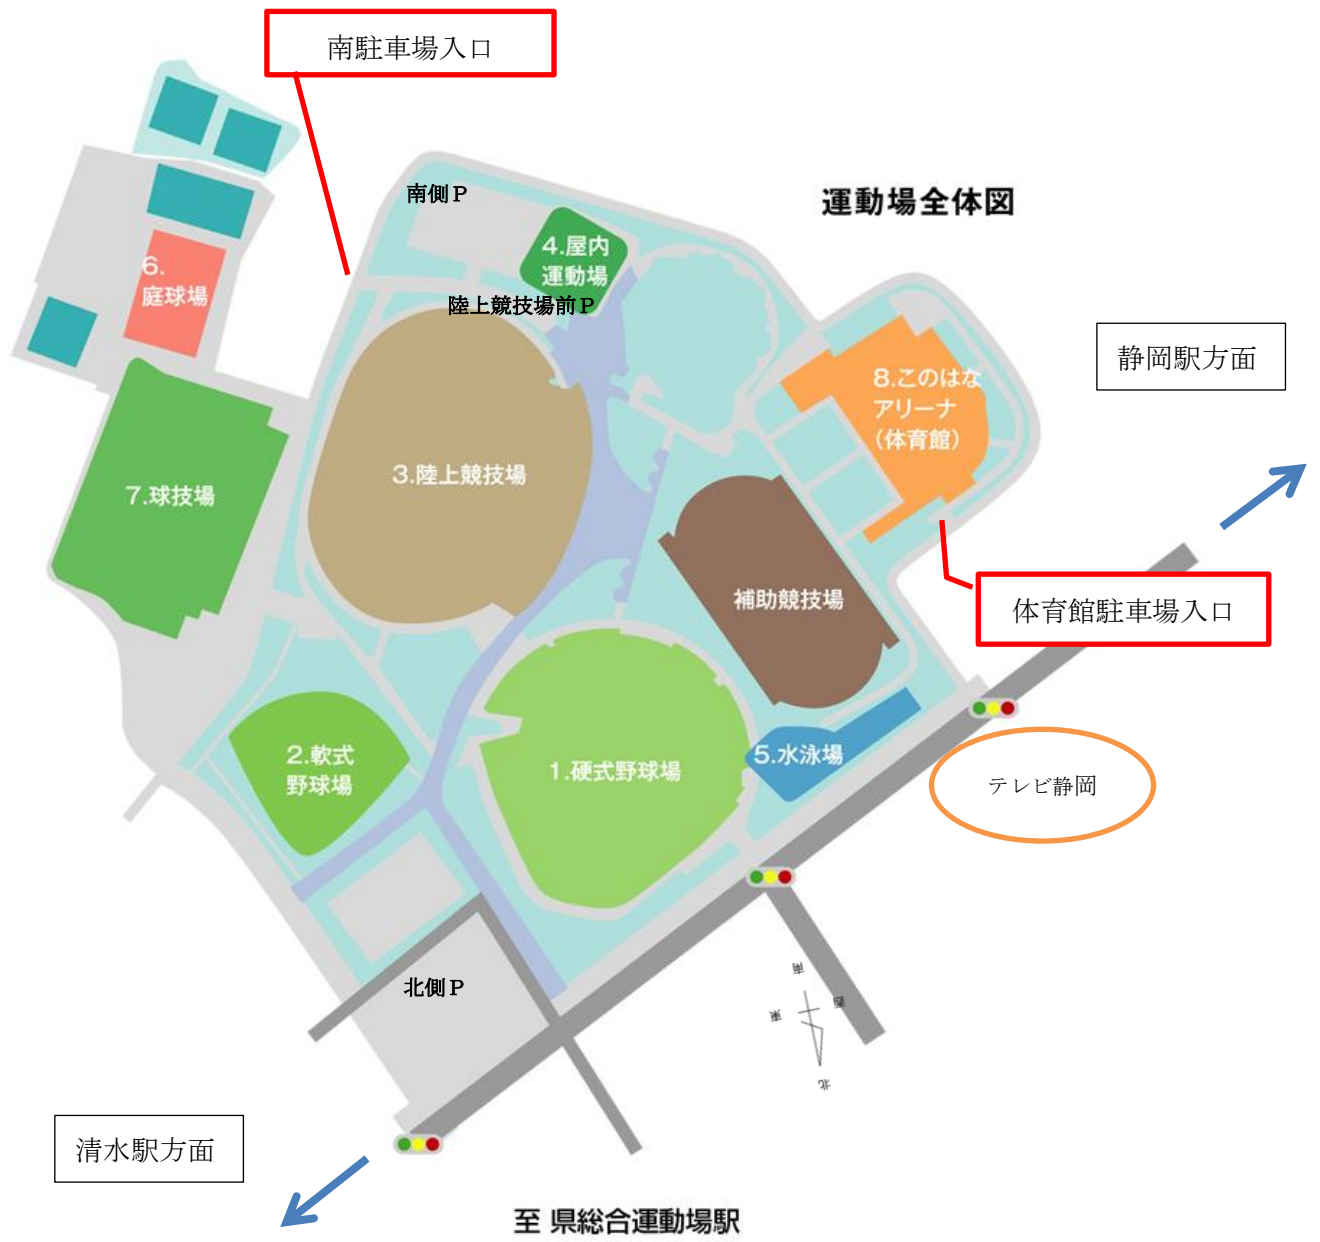 南駐車場入口
南側P
運動場全体図
4.屋内
運動場
6.
庭球場
陸上競技場前P
静岡駅方面
8.このはな
アリーナ
(体育館)
3.陸上競技場
7.球技場
補助競技場
体育館駐車場入口
2.軟式
野球場
1.硬式野球場
5.水泳場
テレビ静岡
南
西
東
北
北側P
清水駅方面
至 県総合運動場駅